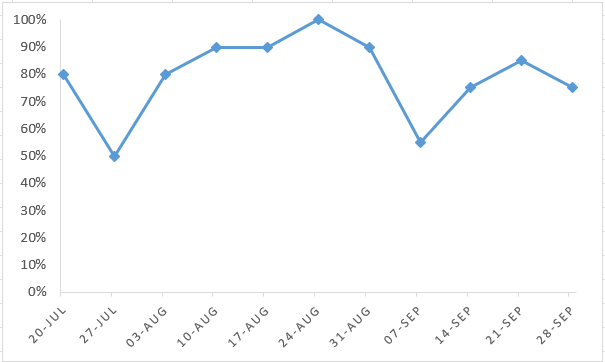 100%
90%
80%
70%
60%
50%
40%
30%
20%
10%
0%
20-JUL
27-JUL
03-AUG
10-AUG
17-AUG
24-AUG
31-AUG
07-SEP
14-SEP
21-SEP
28-SEP